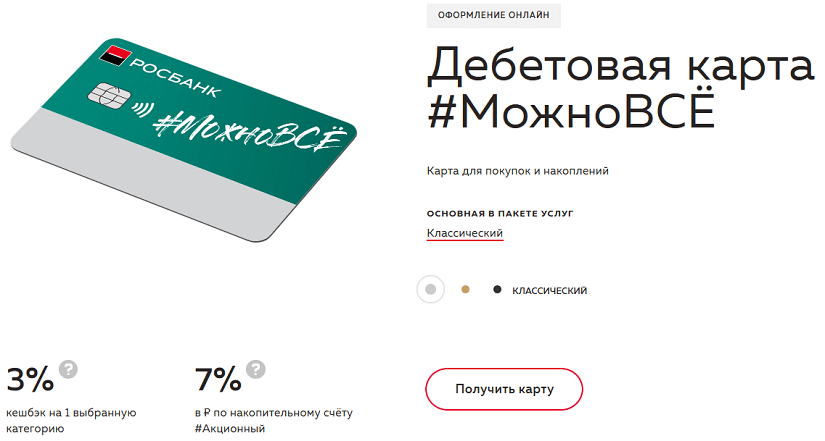 РОСБАНК
#МожноВСЁ
ОФОРМЛЕНИЕ ОНЛАЙН
Дебетовая карта
#МожноВСЁ
Карта для покупок и накоплений
ОСНОВНАЯ В ПАКЕТЕ УСЛУГ
Классический
КЛАССИЧЕСКИЙ
3% ?
кешбэк на 1 выбранную
категорию
7% ?
в ₽ по накопительному счёту
#Акционный
Получить карту